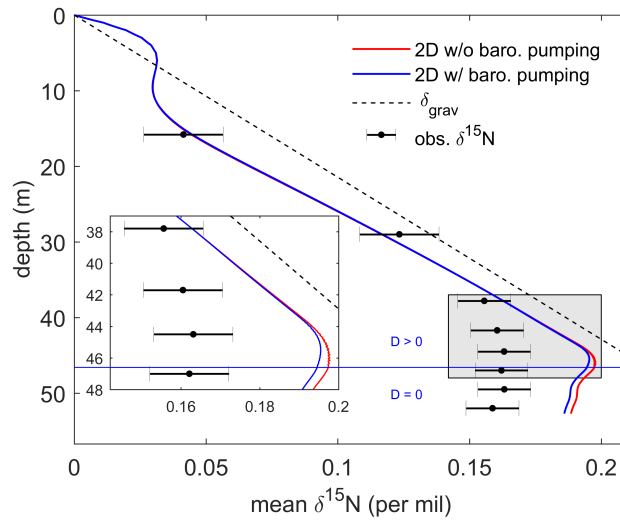 2D w/o baro. pumping
2D w/ baro. pumping
δgrav
obs. δ15N
0
10
20
30
40
50
depth (m)
38
40
42
44
46
48
0.16
0.18
0.2
D > 0
D = 0
0
0.05
0.1
0.15
0.2
mean δ15N (per mil)